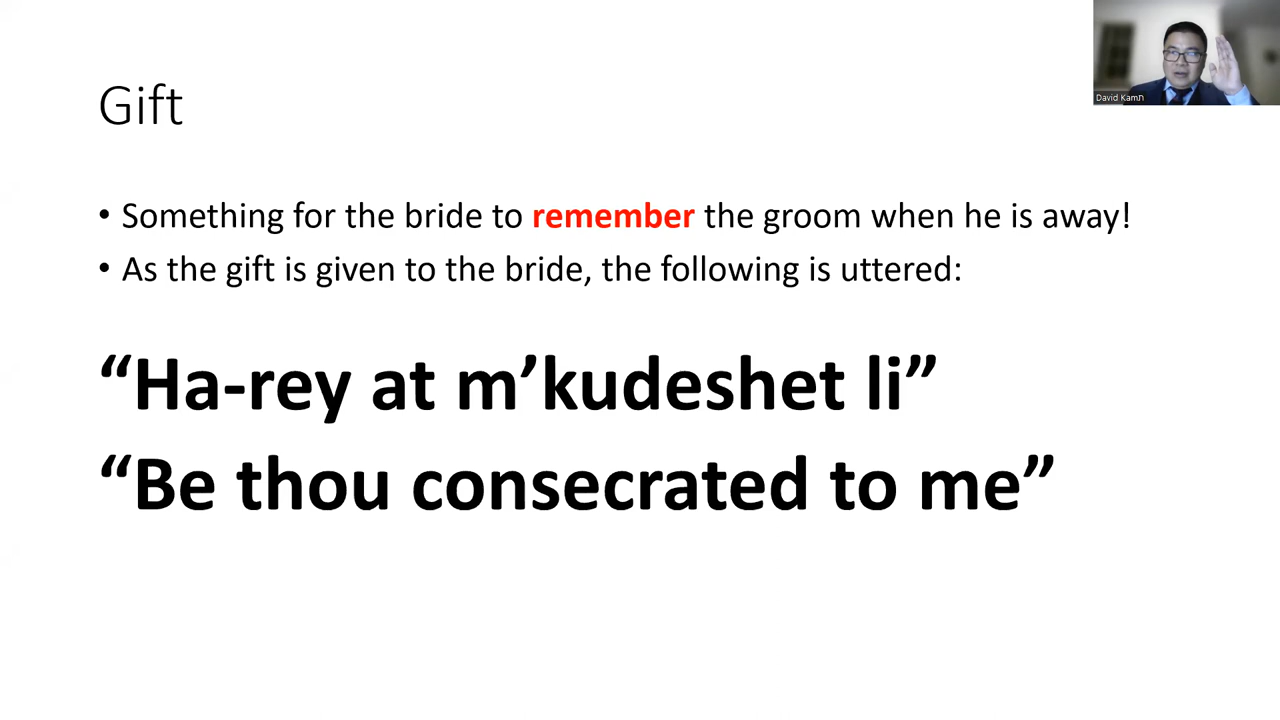 Gift
• Something for the bride to remember the groom when he is away!
• As the gift is given to the bride, the following is uttered:
“Ha-rey at m’kudeshet li”
“Be thou consecrated to me”
David Kamת